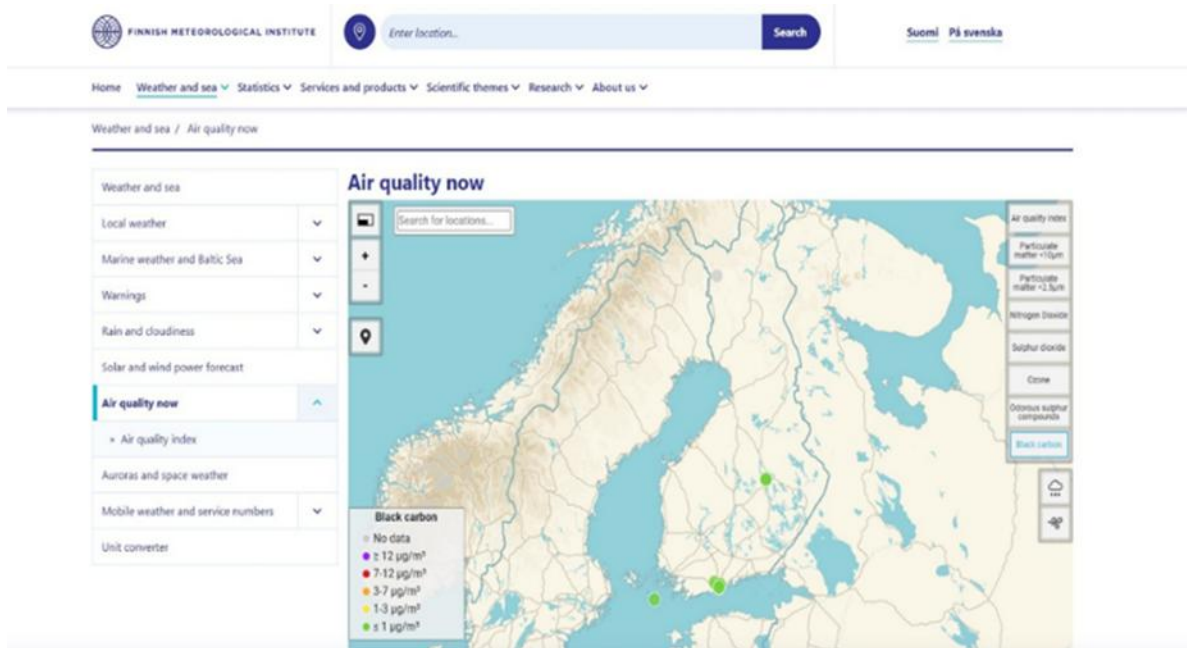 FINNISH METEOROLOGICAL INSTITUTE
Enter location...
Search
Suomi På svenska
Home Weather and sea Statistics Services and products Scientific themes Research About us
Weather and sea / Air quality now
Weather and sea
Local weather
Marine weather and Baltic Sea
Warnings
Rain and cloudiness
Solar and wind power forecast
Air quality now
Air quality index
Auroras and space weather
Mobile weather and service numbers
Unit converter
Air quality now
Search for locations...
+
-
Air quality index
Particulate
matter <10µm
Particulate
matter <2.5µm
Nitrogen Dioxide
Sulphur dioxide
Ozone
Odorous sulphur
compounds
Black carbon
Black carbon
No data
≥ 12 µg/m³
7-12 µg/m³
3-7 µg/m³
1-3 µg/m³
≤ 1 µg/m³